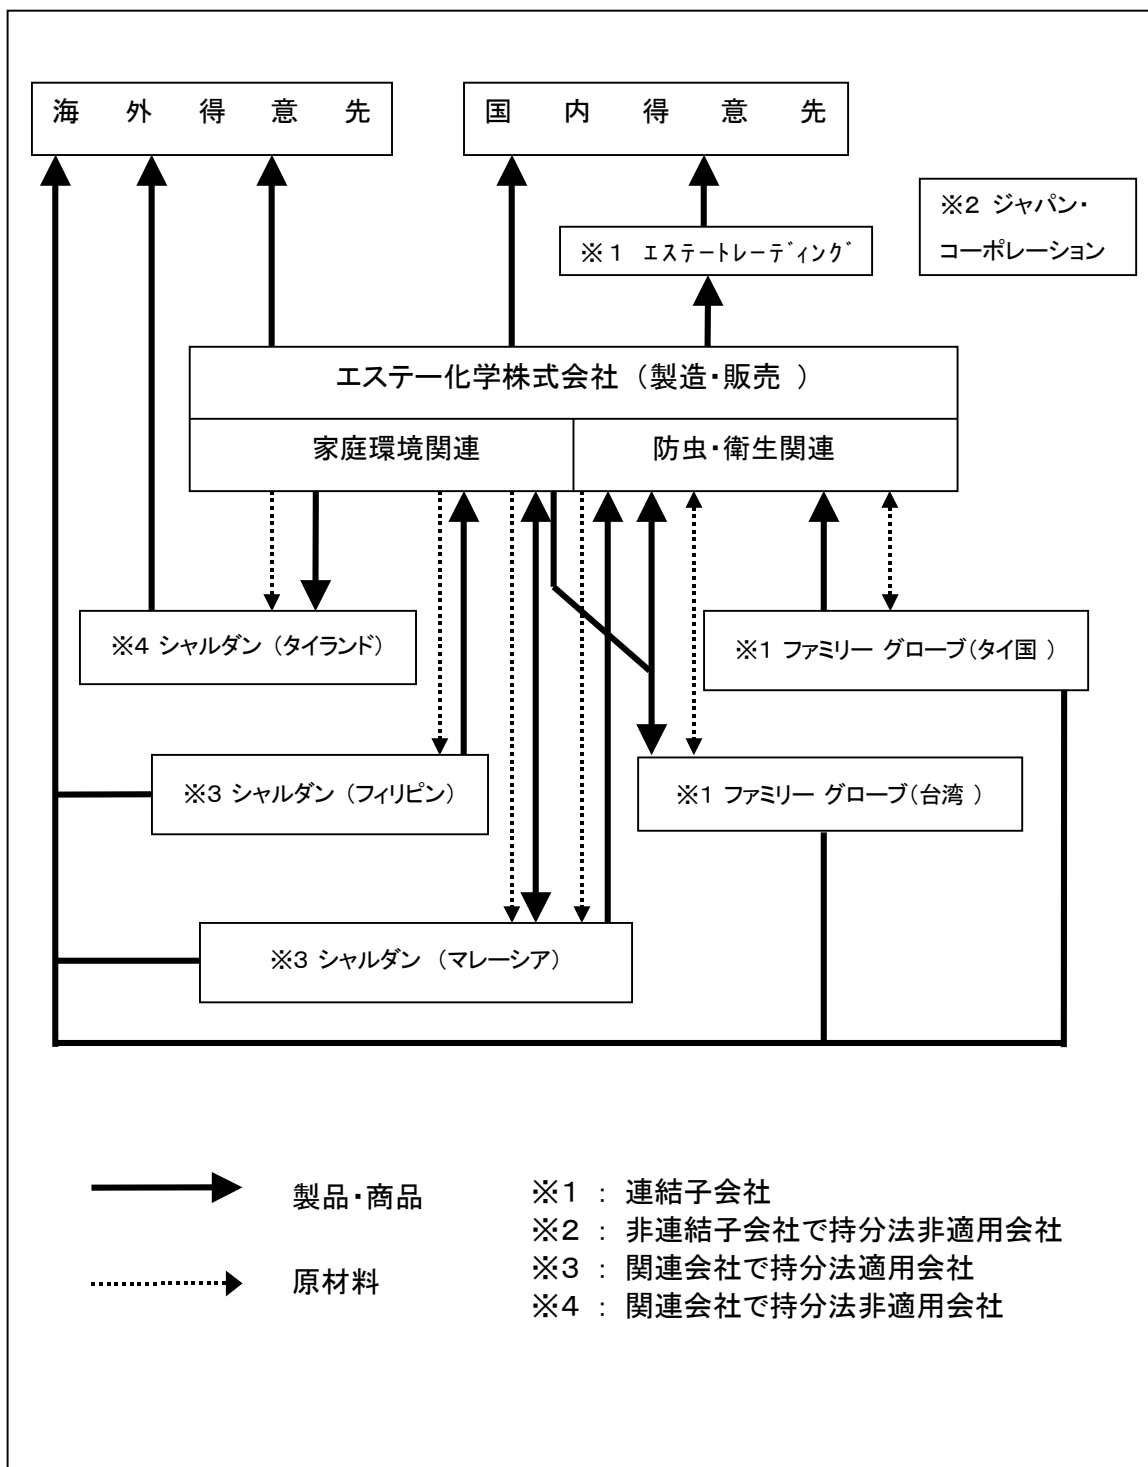 海外得意先
国内得意先
※2 ジャパン・
コーポレーション
※1 ｴｽﾃｰﾄﾚｰﾃﾞｨﾝｸﾞ
エステー化学株式会社（製造・販売 ）
家庭環境関連
防虫・衛生関連
※4 シャルダン（タイランド）
※1 ファミリー グローブ（タイ国 ）
※3 シャルダン（フィリピン）
※1 ファミリー グローブ（台湾 ）
※3 シャルダン （マレーシア）
製品・商品
原材料
※1 : 連結子会社
※2 : 非連結子会社で持分法非適用会社
※3 : 関連会社で持分法適用会社
※4 : 関連会社で持分法非適用会社